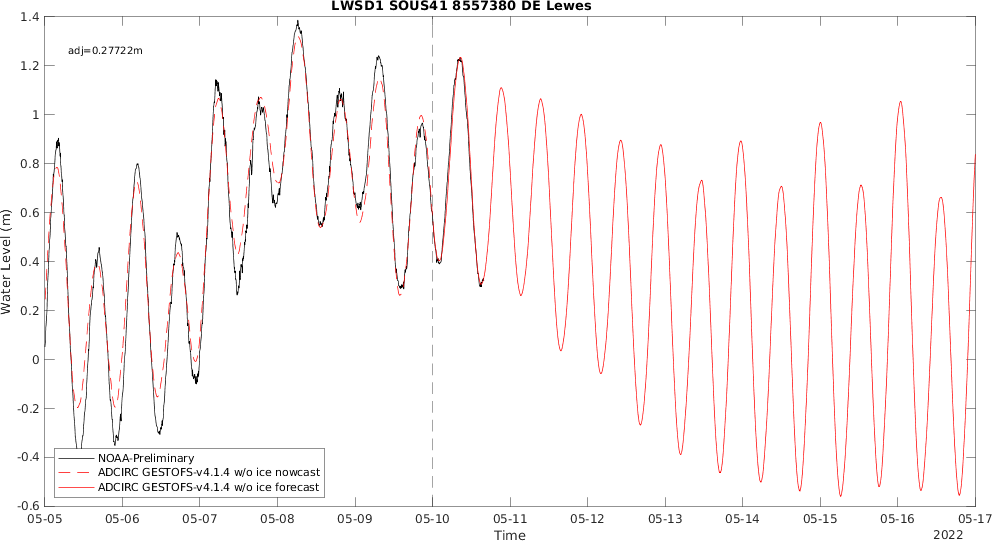 LWSD1 SOUS41 8557380 DE Lewes
adj=0.27722m
1.4
1.2
1
0.8
0.6
0.4
0.2
0
-0.2
-0.4
-0.6
Water Level (m)
NOAA-Preliminary
ADCIRC GESTOFS-v4.1.4 w/o ice nowcast
ADCIRC GESTOFS-v4.1.4 w/o ice forecast
05-05 05-06 05-07 05-08 05-09 05-10 05-11 05-12 05-13 05-14 05-15 05-16 05-17
Time
2022